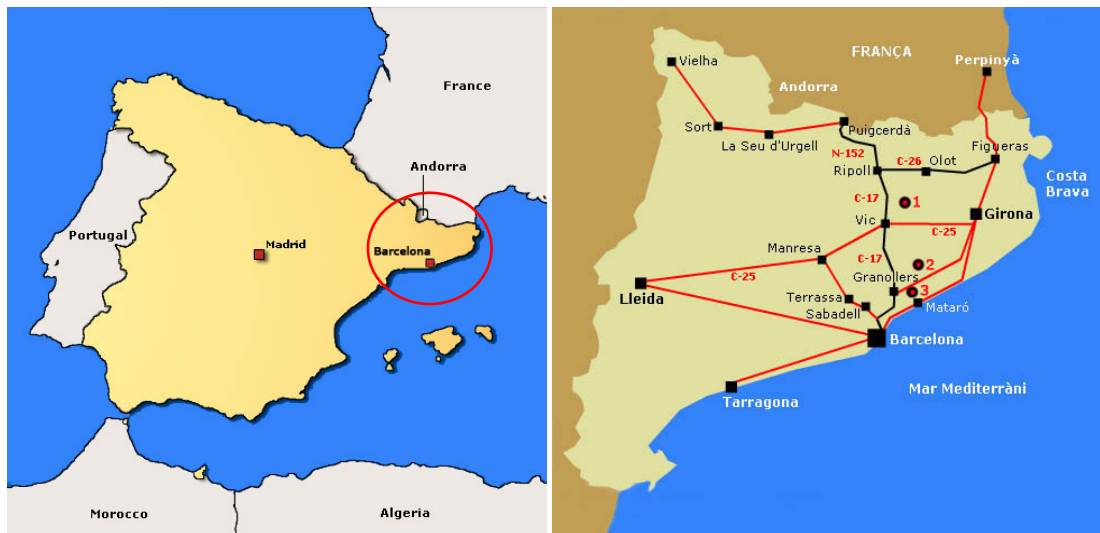 France
Andorra
Portugal
Madrid
Barcelona
Morocco
Algeria
FRANÇA
Vielha
Perpinyà
Andorra
Sort
Puigcerdà
La Seu d'Urgell
N-152
Figueras
C-26
Olot
Ripoll
Costa
Brava
C-17
1
Girona
Vic
C-25
Manresa
C-17
2
C-25
Granollers
3
Lleida
Terrassa
Mataró
Sabadell
Barcelona
Mar Mediterràni
Tarragona